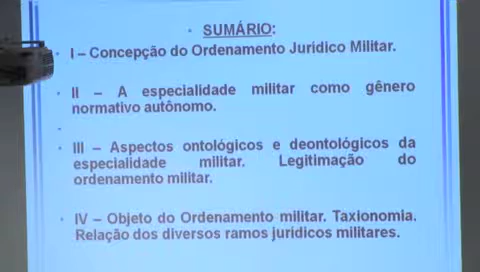 SUMÁRIO:
I – Concepção do Ordenamento Jurídico Militar.
II – A especialidade militar como gênero
normativo autônomo.
III – Aspectos ontológicos e deontológicos da
especialidade militar. Legitimação do
ordenamento militar.
IV – Objeto do Ordenamento militar. Taxionomia.
Relação dos diversos ramos jurídicos militares.